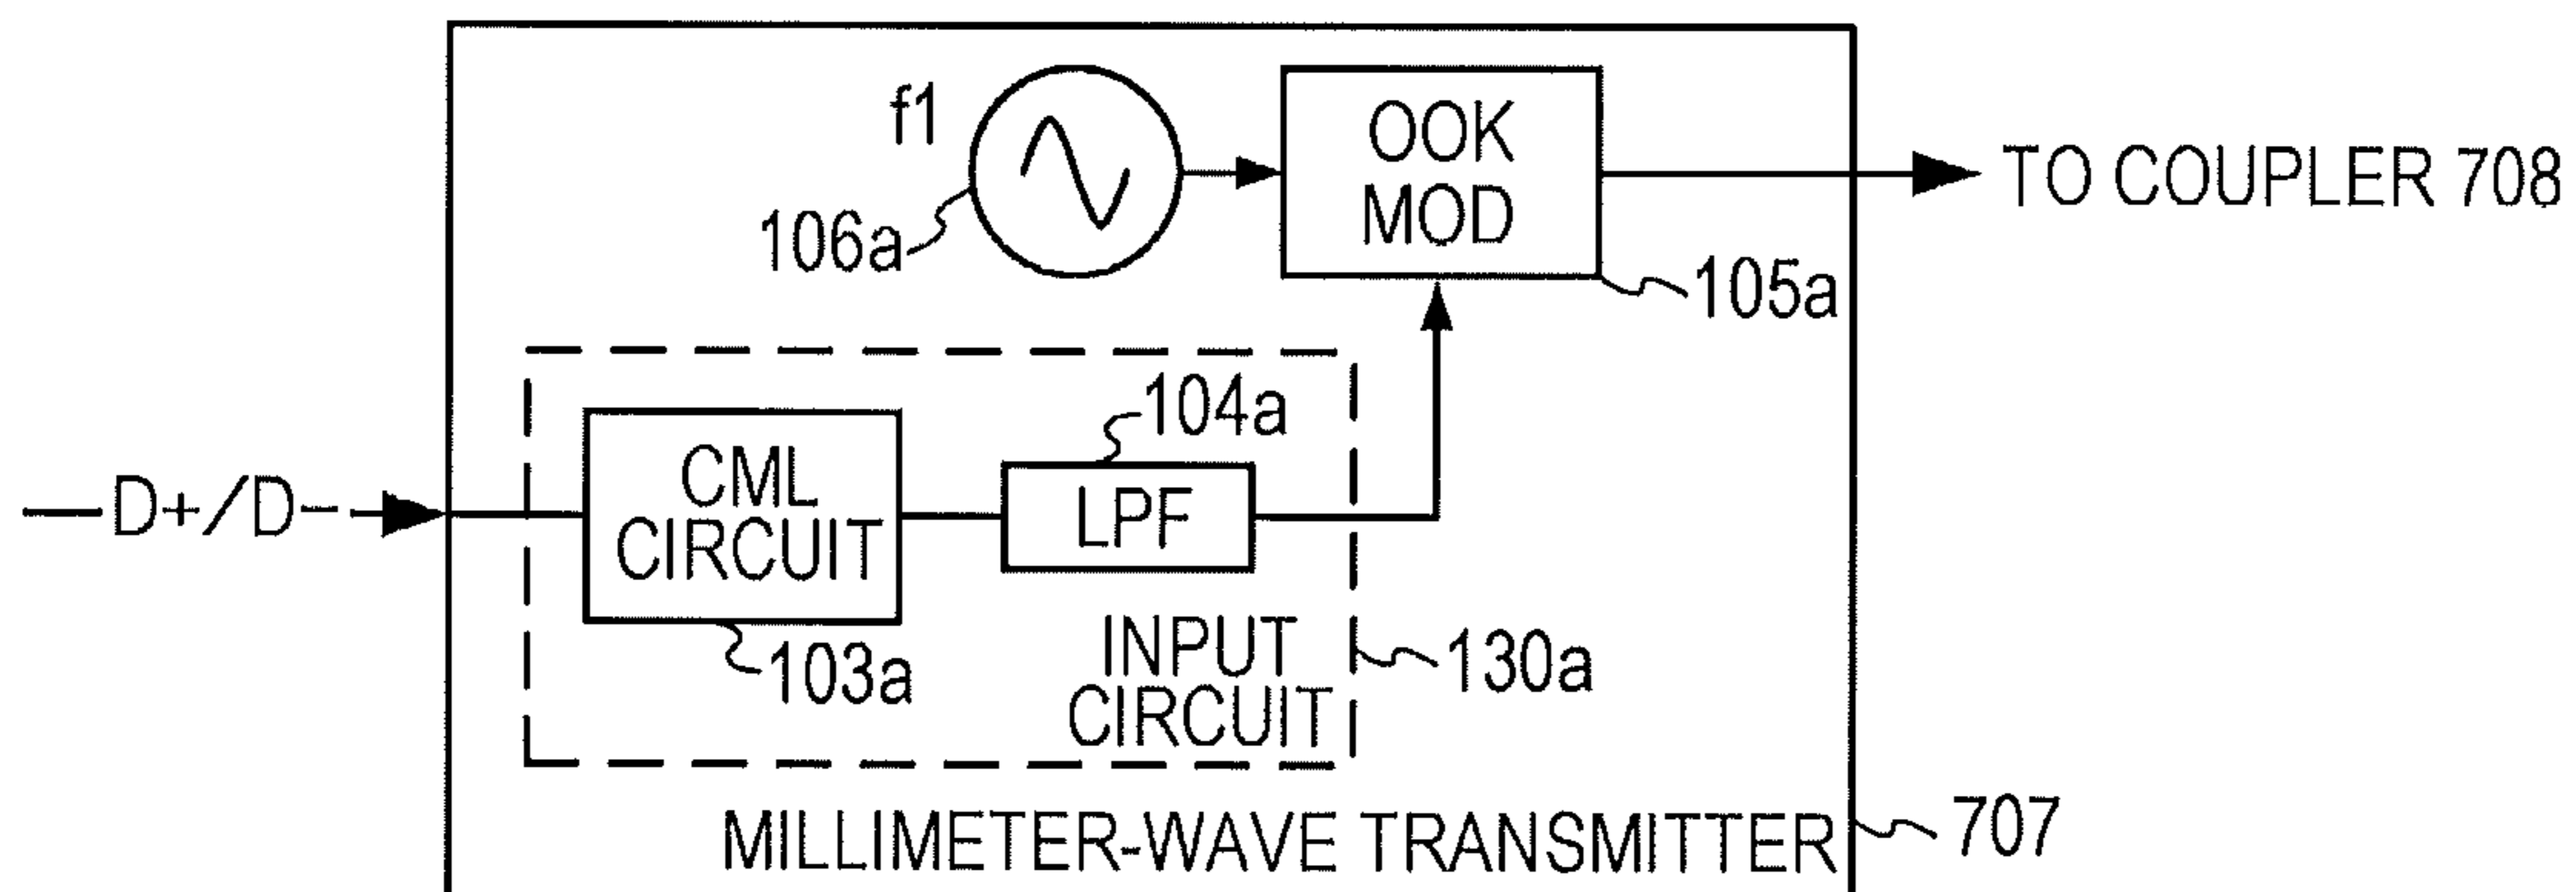 f1
OOK
MOD
TO COUPLER 708
106a
105a
104a
D+/D-
CML
CIRCUIT
LPF
103a
INPUT
CIRCUIT
130a
MILLIMETER-WAVE TRANSMITTER
707